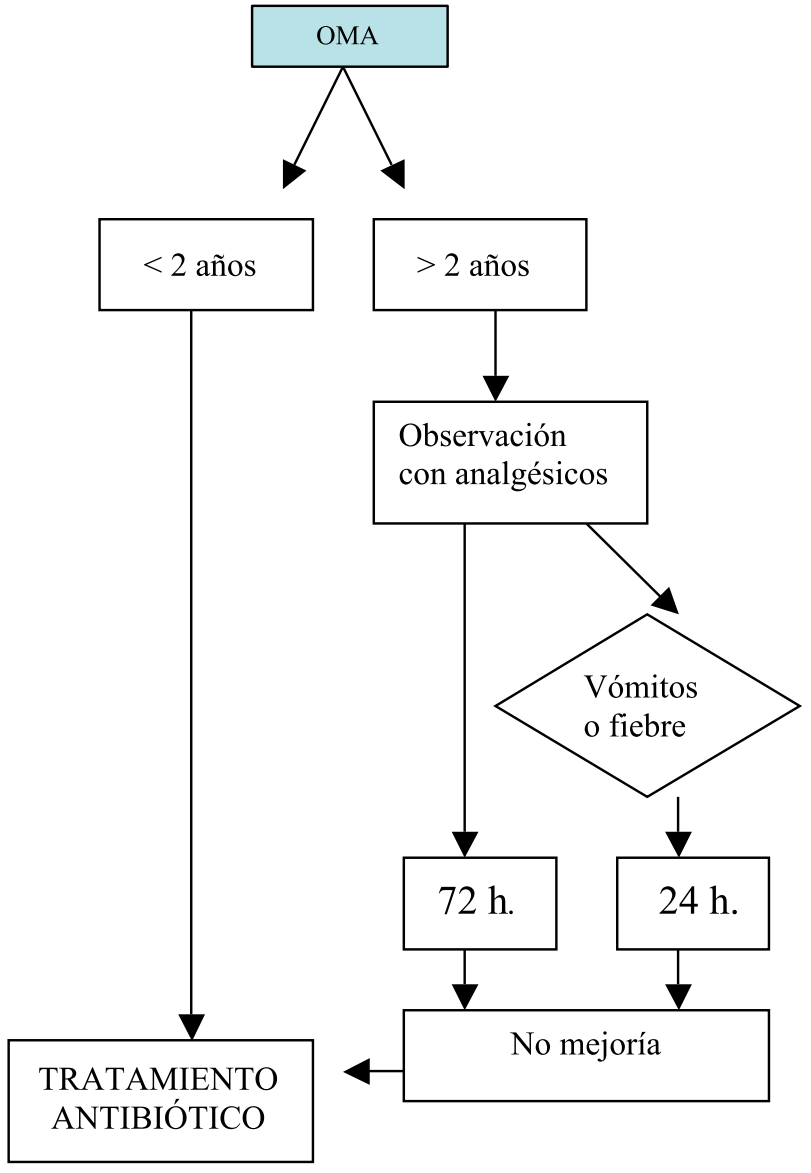 OMA
< 2 años
> 2 años
Observación
con analgésicos
Vómitos
o fiebre
72 h.
24 h.
No mejoría
TRATAMIENTO
ANTIBIÓTICO